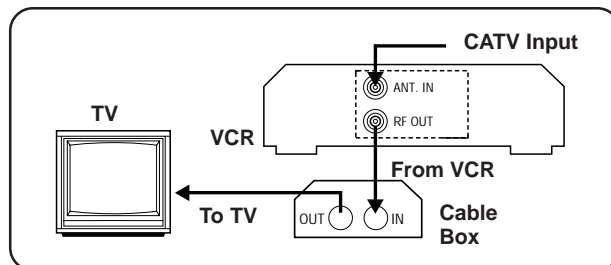 CATV Input
ANT. IN
TV
RF OUT
VCR
From VCR
To TV
OUT
IN
Cable
Box